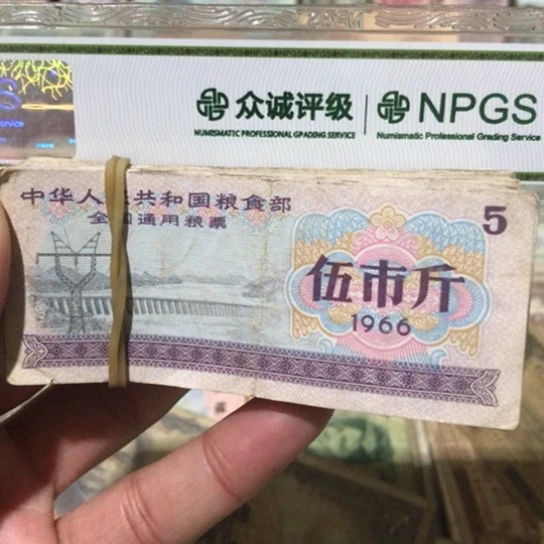 众诚评级 NPGS
NUMISMATIC PROFESSIONAL GRADING SERVICE Numismatic Professional Grading Service
S
ervice
中华人民共和国粮食部
全国通用粮票
5
伍市斤
1966